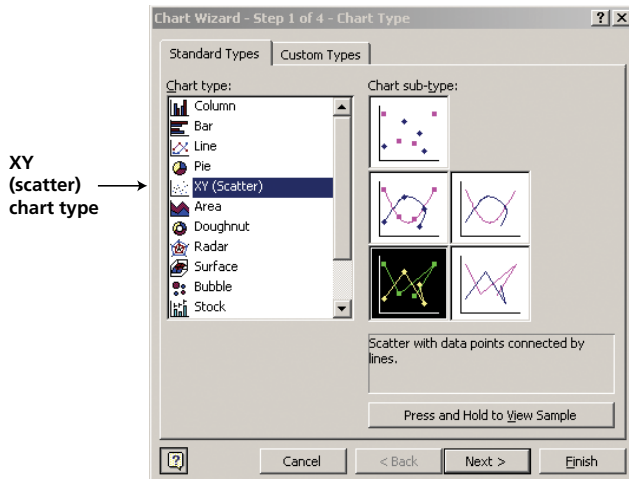 Chart Wizard - Step 1 of 4 - Chart Type
Standard Types
Custom Types
Chart type:
Column
Bar
Line
Pie
XY (Scatter)
Area
Doughnut
Radar
Surface
Bubble
Stock
Chart sub-type:
Scatter with data points connected by
lines.
Press and Hold to View Sample
Cancel
< Back
Next >
Finish
XY
(scatter)
chart type